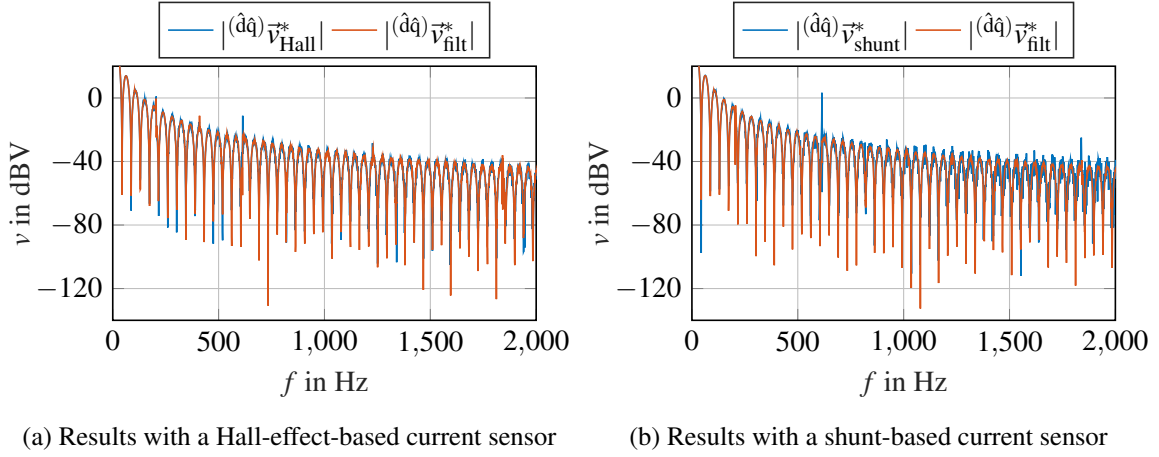 |⁽ᵈ̂q̂⁾v⃗*Hall| |⁽ᵈ̂q̂⁾v⃗*filt|
0
−40
−80
−120
v in dBV
0 500 1,000 1,500 2,000
f in Hz
(a) Results with a Hall-effect-based current sensor
|⁽ᵈ̂q̂⁾v⃗*shunt| |⁽ᵈ̂q̂⁾v⃗*filt|
0
−40
−80
−120
v in dBV
0 500 1,000 1,500 2,000
f in Hz
(b) Results with a shunt-based current sensor